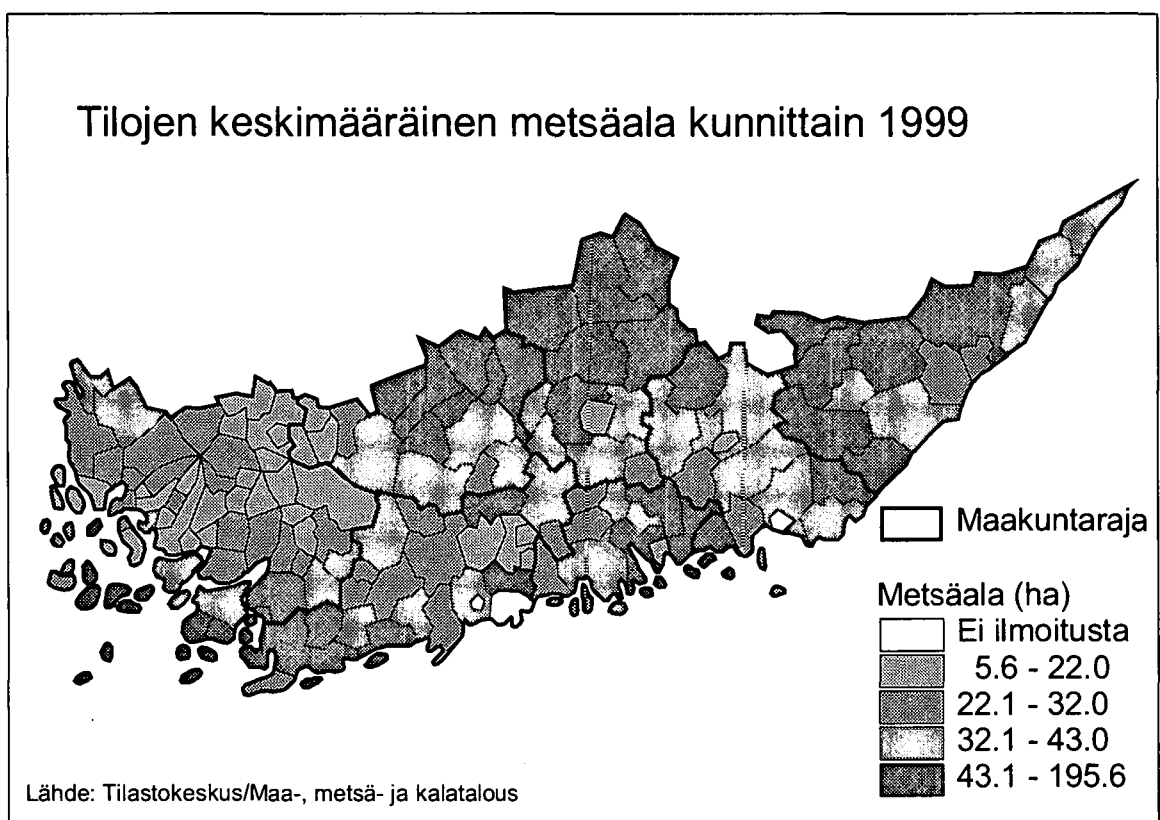 Tilojen keskimääräinen metsäala kunnittain 1999
Maakuntaraja
Metsäala (ha)
Ei ilmoitusta
5.6 - 22.0
22.1 - 32.0
32.1 - 43.0
43.1 - 195.6
Lähde: Tilastokeskus/Maa-, metsä- ja kalatalous